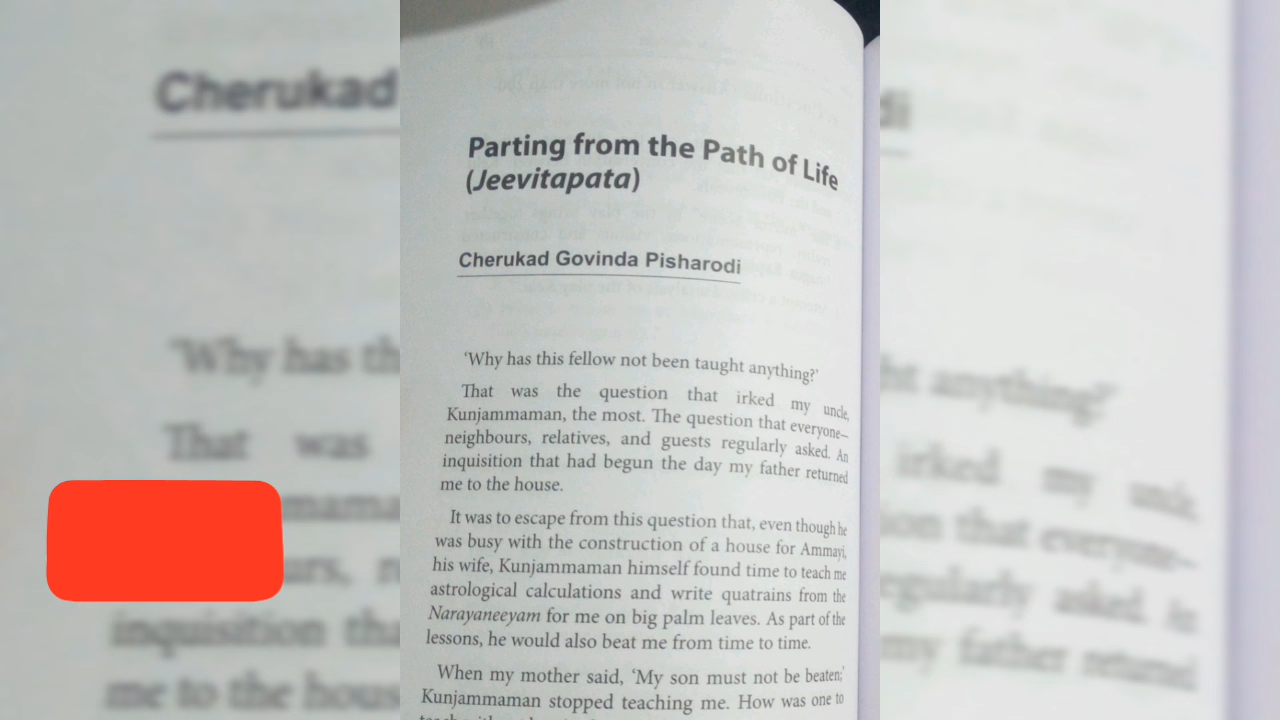 Parting from the Path of Life
(Jeevitapata)
Cherukad Govinda Pisharodi
‘Why has this fellow not been taught anything?’
That was the question that irked my uncle,
Kunjammaman, the most. The question that everyone—
neighbours, relatives, and guests regularly asked. An
inquisition that had begun the day my father returned
me to the house.
It was to escape from this question that, even though he
was busy with the construction of a house for Ammayi,
his wife, Kunjammaman himself found time to teach me
astrological calculations and write quatrains from the
Narayaneeyam for me on big palm leaves. As part of the
lessons, he would also beat me from time to time.
When my mother said, ‘My son must not be beaten,’
Kunjammaman stopped teaching me. How was one to